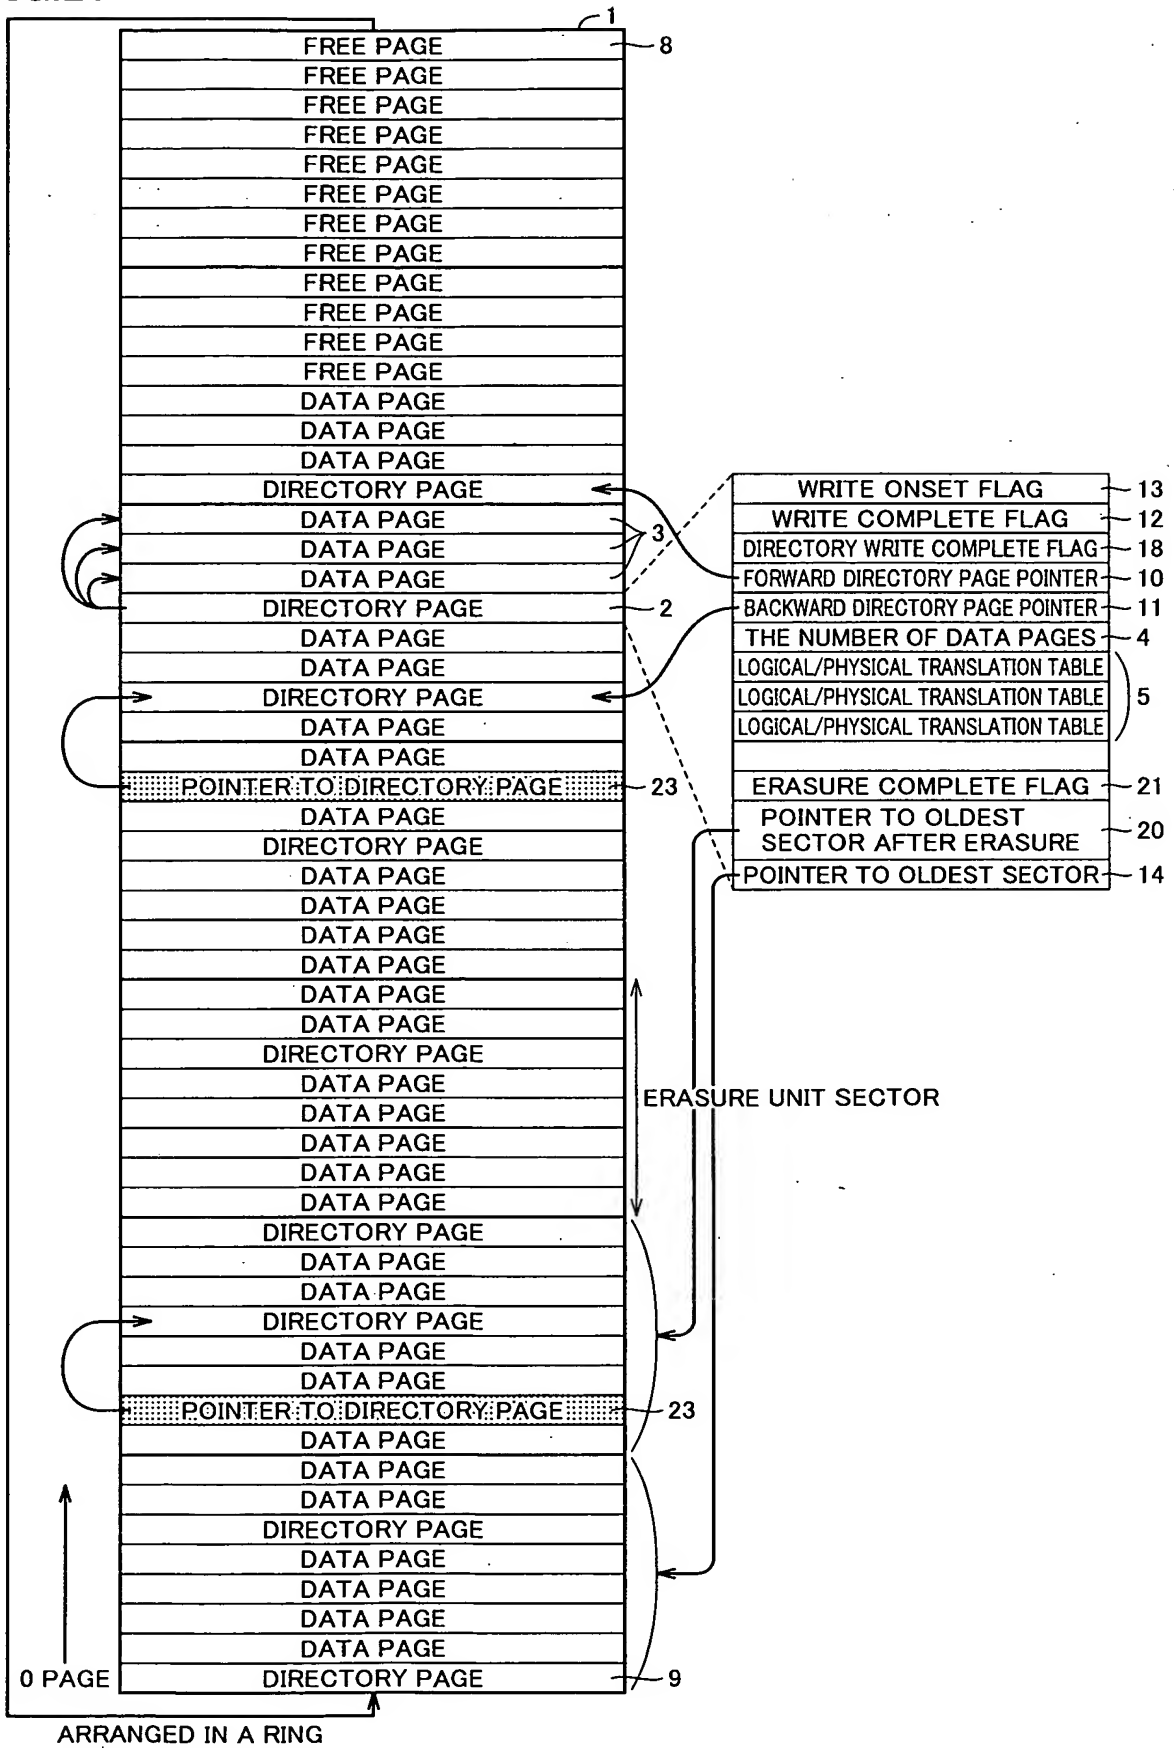 1
FREE PAGE 8
FREE PAGE
FREE PAGE
FREE PAGE
FREE PAGE
FREE PAGE
FREE PAGE
FREE PAGE
FREE PAGE
FREE PAGE
FREE PAGE
FREE PAGE
DATA PAGE
DATA PAGE
DATA PAGE
DIRECTORY PAGE
DATA PAGE
DATA PAGE 3
DATA PAGE
DIRECTORY PAGE 2
DATA PAGE
DATA PAGE
DIRECTORY PAGE
DATA PAGE
DATA PAGE
POINTER TO DIRECTORY PAGE 23
DATA PAGE
DIRECTORY PAGE
DATA PAGE
DATA PAGE
DATA PAGE
DATA PAGE
DATA PAGE
DATA PAGE
DIRECTORY PAGE
DATA PAGE
DATA PAGE
DATA PAGE
DATA PAGE
DATA PAGE
DIRECTORY PAGE
DATA PAGE
DATA PAGE
DIRECTORY PAGE
DATA PAGE
DATA PAGE
POINTER TO DIRECTORY PAGE 23
DATA PAGE
DATA PAGE
DATA PAGE
DIRECTORY PAGE
DATA PAGE
DATA PAGE
DATA PAGE
DATA PAGE
0 PAGE DIRECTORY PAGE 9
ARRANGED IN A RING
WRITE ONSET FLAG 13
WRITE COMPLETE FLAG 12
DIRECTORY WRITE COMPLETE FLAG 18
FORWARD DIRECTORY PAGE POINTER 10
BACKWARD DIRECTORY PAGE POINTER 11
THE NUMBER OF DATA PAGES 4
LOGICAL/PHYSICAL TRANSLATION TABLE
LOGICAL/PHYSICAL TRANSLATION TABLE 5
LOGICAL/PHYSICAL TRANSLATION TABLE
ERASURE COMPLETE FLAG 21
POINTER TO OLDEST
SECTOR AFTER ERASURE 20
POINTER TO OLDEST SECTOR 14
ERASURE UNIT SECTOR